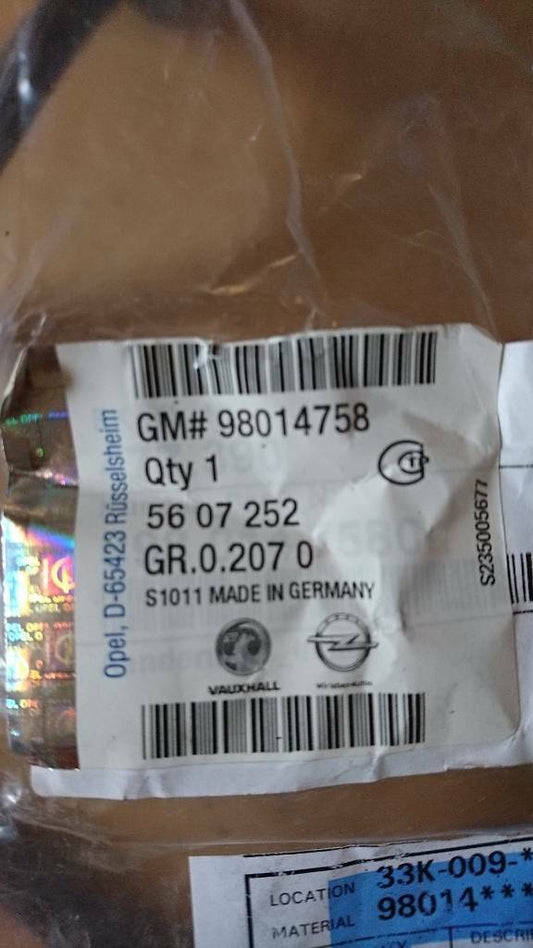 GM# 98014758
Qty 1
56 07 252
GR.0.207 0
S1011 MADE IN GERMANY
VAUXHALL
Opel, D-65423 Rüsselsheim
S235005677
LOCATION 33K-009-*
MATERIAL 98014***
DESCRI